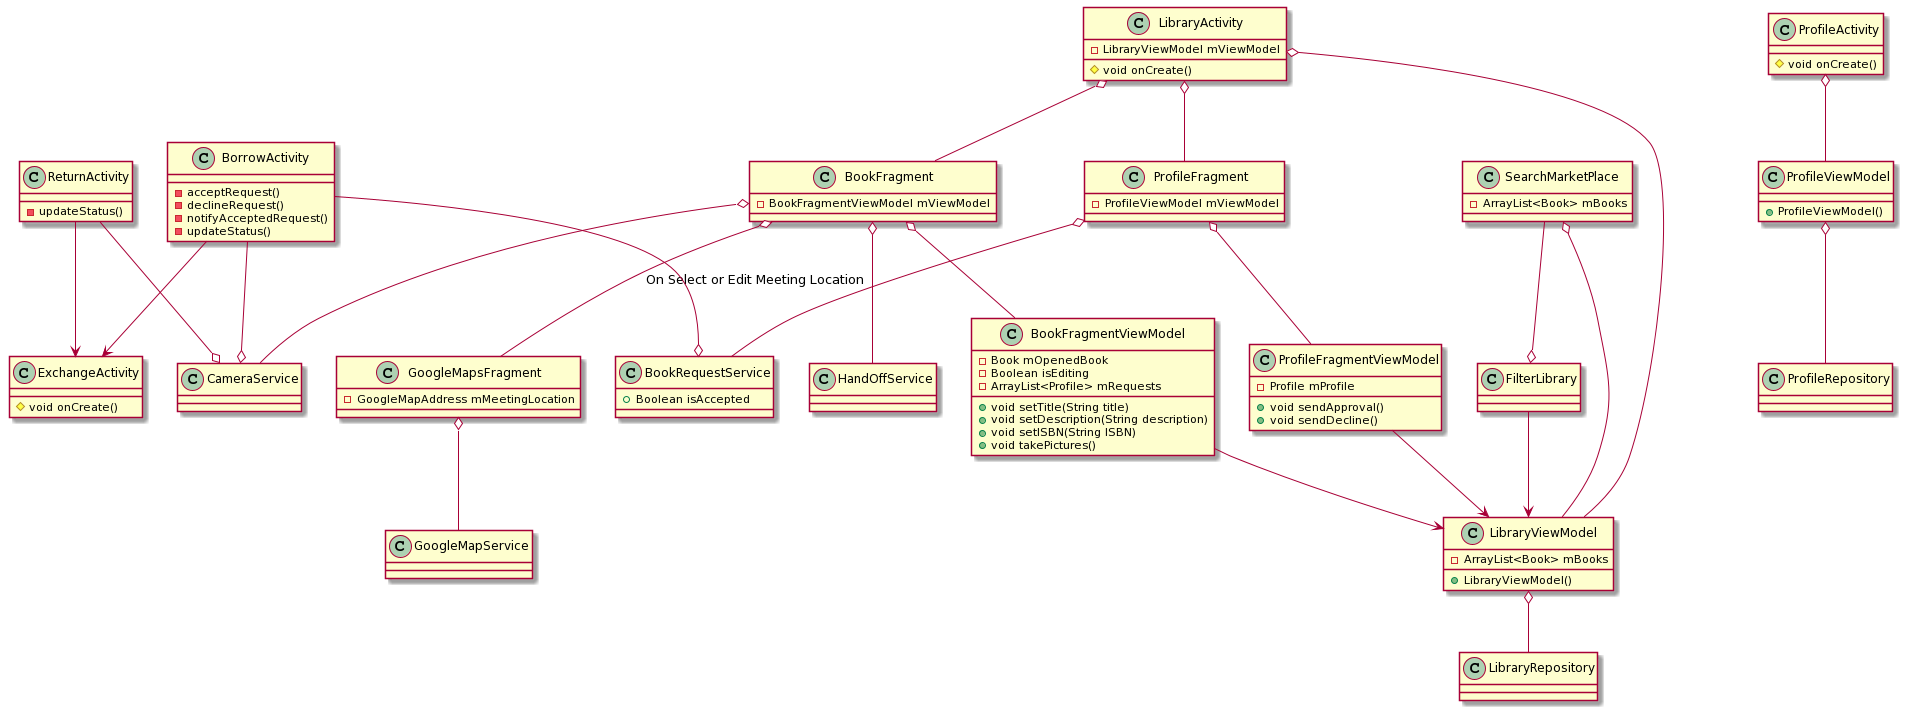 C LibraryActivity
LibraryViewModel mViewModel
void onCreate()
C ProfileActivity
void onCreate()
C ReturnActivity
updateStatus()
C BorrowActivity
acceptRequest()
declineRequest()
notifyAcceptedRequest()
updateStatus()
C BookFragment
BookFragmentViewModel mViewModel
C ProfileFragment
ProfileViewModel mViewModel
C SearchMarketPlace
ArrayList<Book> mBooks
C ProfileViewModel
ProfileViewModel()
On Select or Edit Meeting Location
C ExchangeActivity
void onCreate()
C CameraService
C GoogleMapsFragment
GoogleMapAddress mMeetingLocation
C BookRequestService
Boolean isAccepted
C HandOffService
C BookFragmentViewModel
Book mOpenedBook
Boolean isEditing
ArrayList<Profile> mRequests
void setTitle(String title)
void setDescription(String description)
void setISBN(String ISBN)
void takePictures()
C ProfileFragmentViewModel
Profile mProfile
void sendApproval()
void sendDecline()
C FilterLibrary
C ProfileRepository
C GoogleMapService
C LibraryViewModel
ArrayList<Book> mBooks
LibraryViewModel()
C LibraryRepository